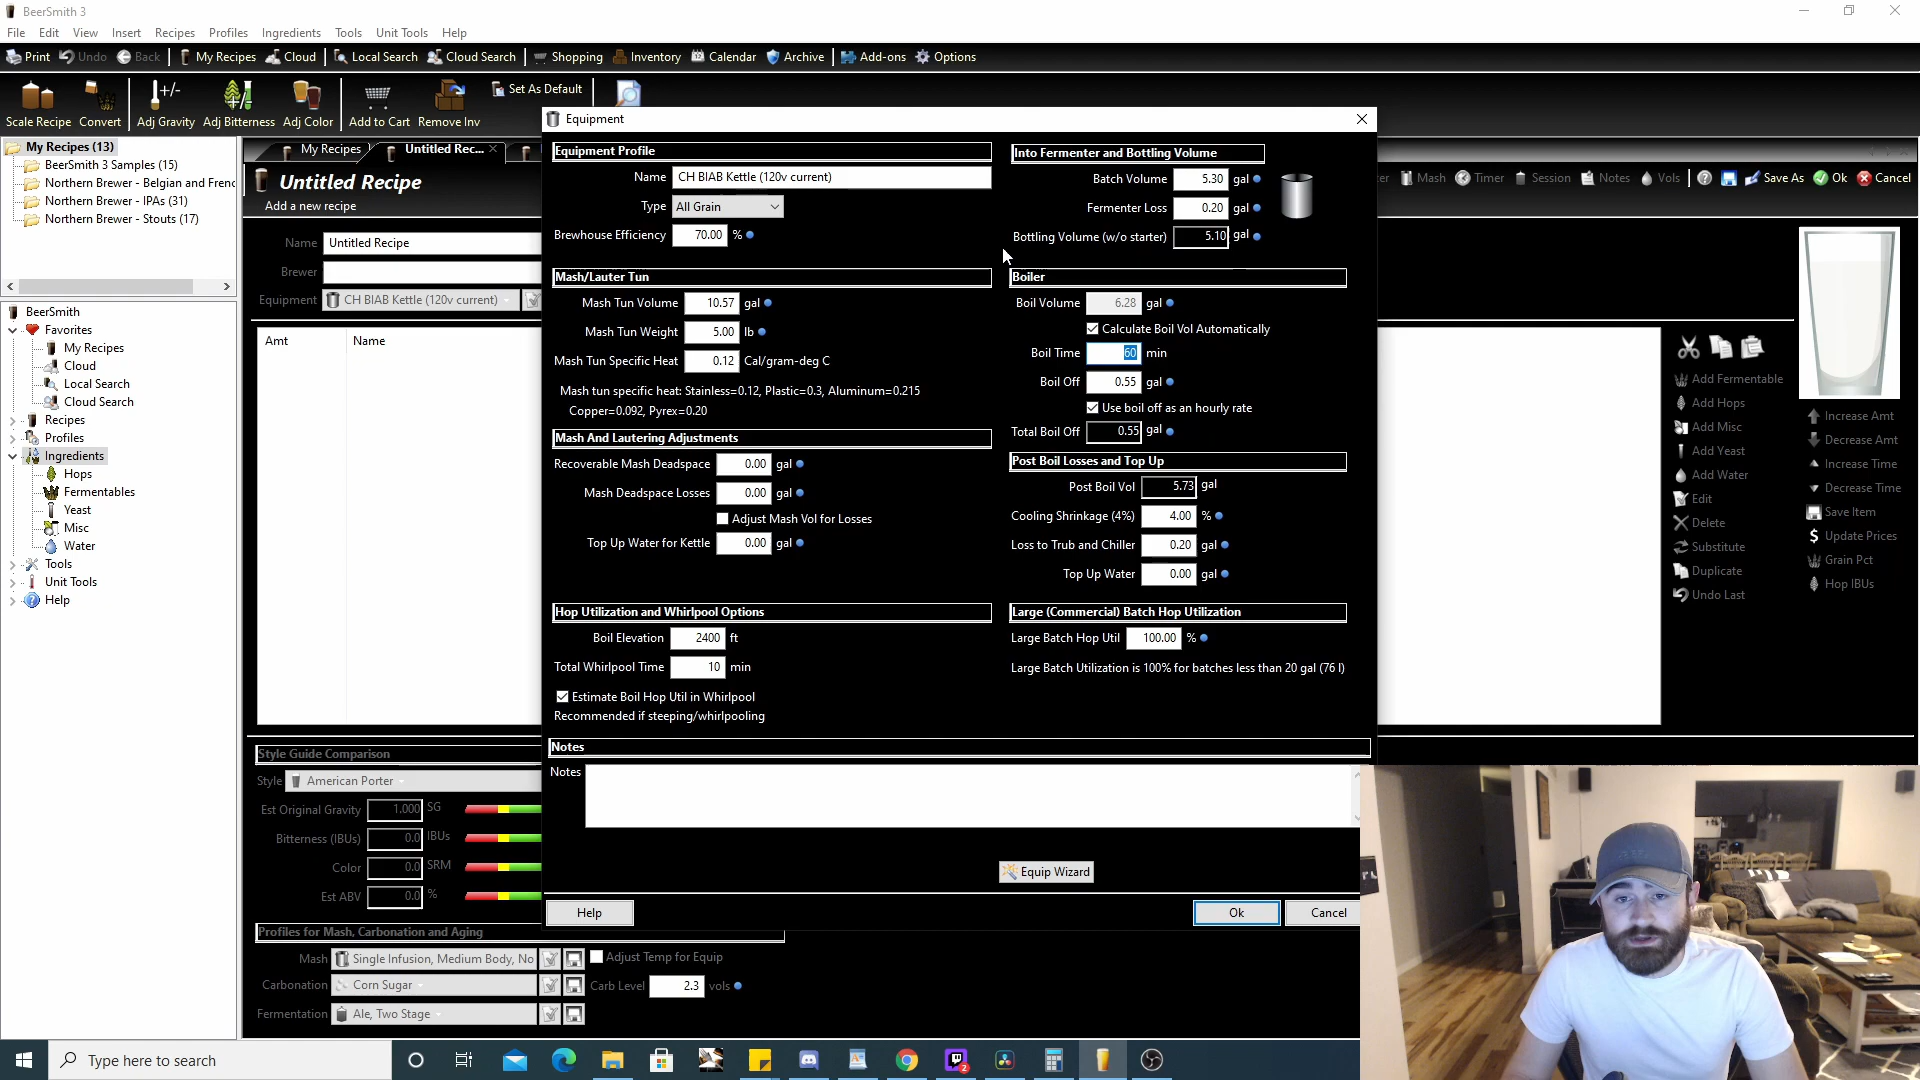 BeerSmith 3
File Edit View Insert Recipes Profiles Ingredients Tools Unit Tools Help
Print Undo Back My Recipes Cloud Local Search Cloud Search Shopping Inventory Calendar Archive Add-ons Options
Scale Recipe Convert Adj Gravity Adj Bitterness Adj Color Add to Cart Remove Inv Set As Default
My Recipes (13)
BeerSmith 3 Samples (15)
Northern Brewer - Belgian and Frenc
Northern Brewer - IPAs (31)
Northern Brewer - Stouts (17)
BeerSmith
Favorites
My Recipes
Cloud
Local Search
Cloud Search
Recipes
Profiles
Ingredients
Hops
Fermentables
Yeast
Misc
Water
Tools
Unit Tools
Help
My Recipes Untitled Rec...
Untitled Recipe
Add a new recipe
Mash Timer Session Notes Vols Save As Ok Cancel
Name Untitled Recipe
Brewer
Equipment CH BIAB Kettle (120v current)
Amt Name
Equipment
Equipment Profile
Name CH BIAB Kettle (120v current)
Type All Grain
Brewhouse Efficiency 70.00 %
Mash/Lauter Tun
Mash Tun Volume 10.57 gal
Mash Tun Weight 5.00 lb
Mash Tun Specific Heat 0.12 Cal/gram-deg C
Mash tun specific heat: Stainless=0.12, Plastic=0.3, Aluminum=0.215
Copper=0.092, Pyrex=0.20
Mash And Lautering Adjustments
Recoverable Mash Deadspace 0.00 gal
Mash Deadspace Losses 0.00 gal
Adjust Mash Vol for Losses
Top Up Water for Kettle 0.00 gal
Hop Utilization and Whirlpool Options
Boil Elevation 2400 ft
Total Whirlpool Time 10 min
Estimate Boil Hop Util in Whirlpool
Recommended if steeping/whirlpooling
Into Fermenter and Bottling Volume
Batch Volume 5.30 gal
Fermenter Loss 0.20 gal
Bottling Volume (w/o starter) 5.10 gal
Boiler
Boil Volume 6.28 gal
Calculate Boil Vol Automatically
Boil Time 60 min
Boil Off 0.55 gal
Use boil off as an hourly rate
Total Boil Off 0.55 gal
Post Boil Losses and Top Up
Post Boil Vol 5.73 gal
Cooling Shrinkage (4%) 4.00 %
Loss to Trub and Chiller 0.20 gal
Top Up Water 0.00 gal
Large (Commercial) Batch Hop Utilization
Large Batch Hop Util 100.00 %
Large Batch Utilization is 100% for batches less than 20 gal (76 l)
Notes
Notes
Equip Wizard
Help Ok Cancel
Add Fermentable
Add Hops
Add Misc
Add Yeast
Add Water
Edit
Delete
Substitute
Duplicate
Undo Last
Increase Amt
Decrease Amt
Increase Time
Decrease Time
Save Item
Update Prices
Grain Pct
Hop IBUs
Style Guide Comparison
Style American Porter
Est Original Gravity 1.000 SG
Bitterness (IBUs) 0.0 IBUs
Color 0.0 SRM
Est ABV 0.0 %
Profiles for Mash, Carbonation and Aging
Mash Single Infusion, Medium Body, No Adjust Temp for Equip
Carbonation Corn Sugar Carb Level 2.3 vols
Fermentation Ale, Two Stage
Type here to search
2